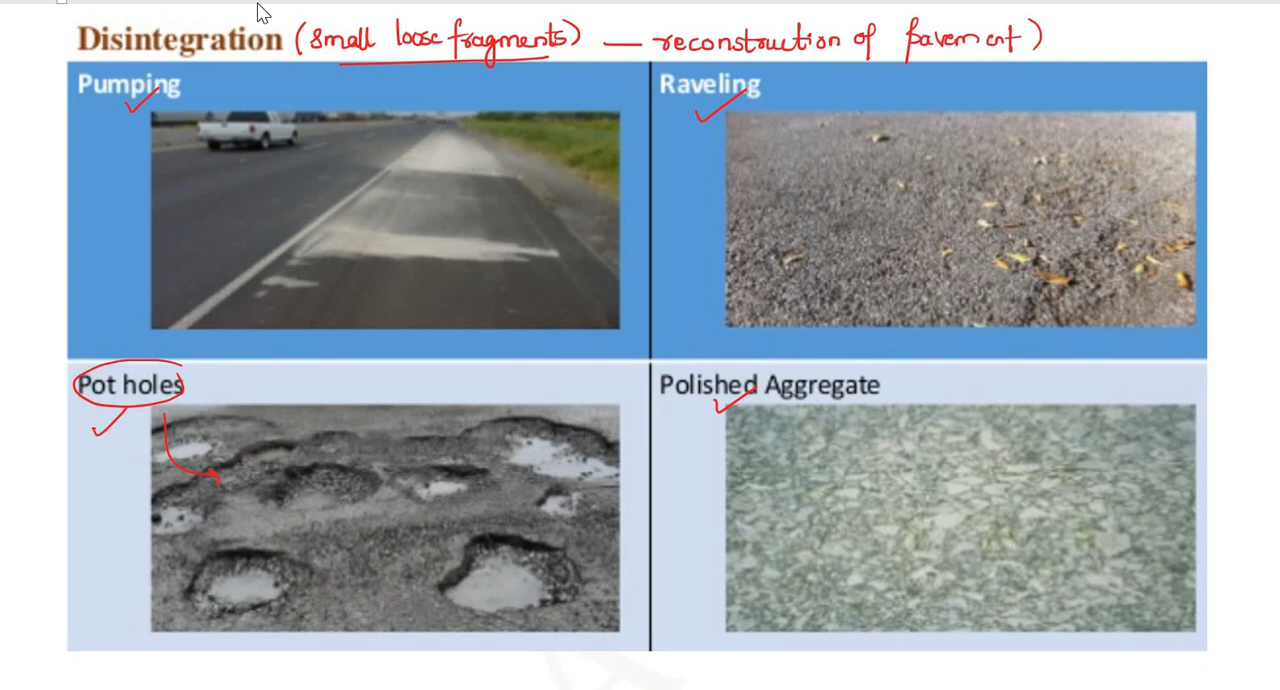 Disintegration (small loose fragments) — reconstruction of pavement)
Pumping
Raveling
Pot holes
Polished Aggregate